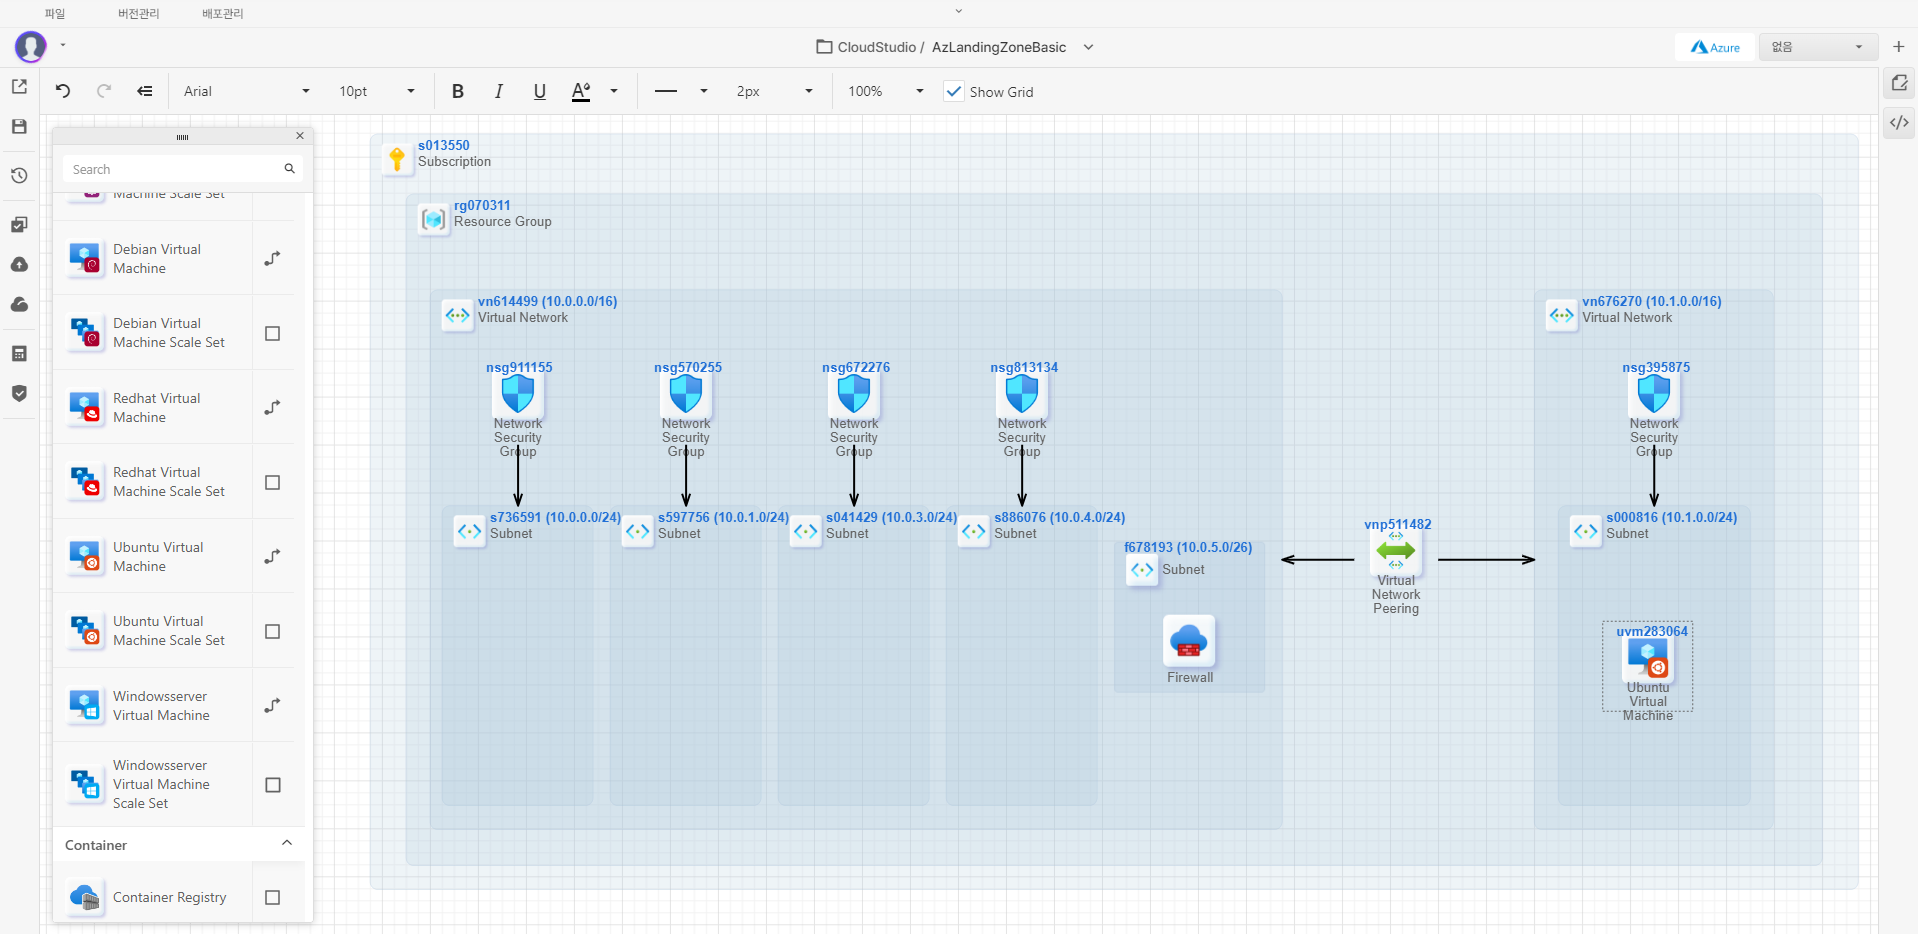 파일
버전관리
배포관리
CloudStudio /
AzLandingZoneBasic
Azure
없음
Arial
10pt
B
I
U
A
2px
100%
Show Grid
Search
Machine Scale Set
Debian Virtual
Machine
Debian Virtual
Machine Scale Set
Redhat Virtual
Machine
Redhat Virtual
Machine Scale Set
Ubuntu Virtual
Machine
Ubuntu Virtual
Machine Scale Set
Windowsserver
Virtual Machine
Windowsserver
Virtual Machine
Scale Set
Container
Container Registry
s013550
Subscription
rg070311
Resource Group
vn614499 (10.0.0.0/16)
Virtual Network
nsg911155
Network
Security
Group
nsg570255
Network
Security
Group
nsg672276
Network
Security
Group
nsg813134
Network
Security
Group
s736591 (10.0.0.0/24)
Subnet
s597756 (10.0.1.0/24)
Subnet
s041429 (10.0.3.0/24)
Subnet
s886076 (10.0.4.0/24)
Subnet
f678193 (10.0.5.0/26)
Subnet
Firewall
vnp511482
Virtual
Network
Peering
vn676270 (10.1.0.0/16)
Virtual Network
nsg395875
Network
Security
Group
s000816 (10.1.0.0/24)
Subnet
uvm283064
Ubuntu
Virtual
Machine